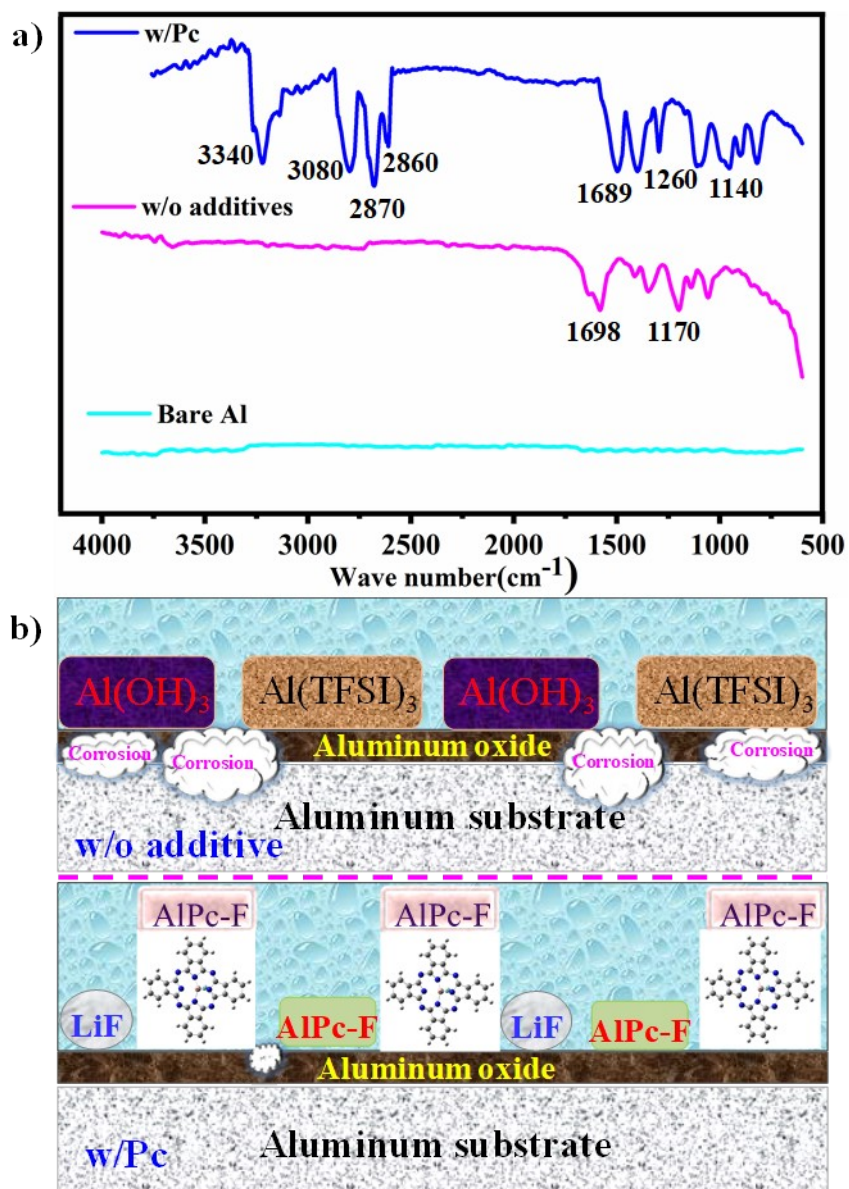 a)
w/Pc
3340
3080
2860
2870
1689
1260
1140
w/o additives
1698
1170
Bare Al
4000 3500 3000 2500 2000 1500 1000 500
Wave number(cm⁻¹)
b)
Al(OH)₃ Al(TFSI)₃ Al(OH)₃ Al(TFSI)₃
Corrosion Corrosion Aluminum oxide Corrosion Corrosion
Aluminum substrate
w/o additive
AlPc-F AlPc-F AlPc-F
LiF AlPc-F LiF AlPc-F
Aluminum oxide
Aluminum substrate
w/Pc